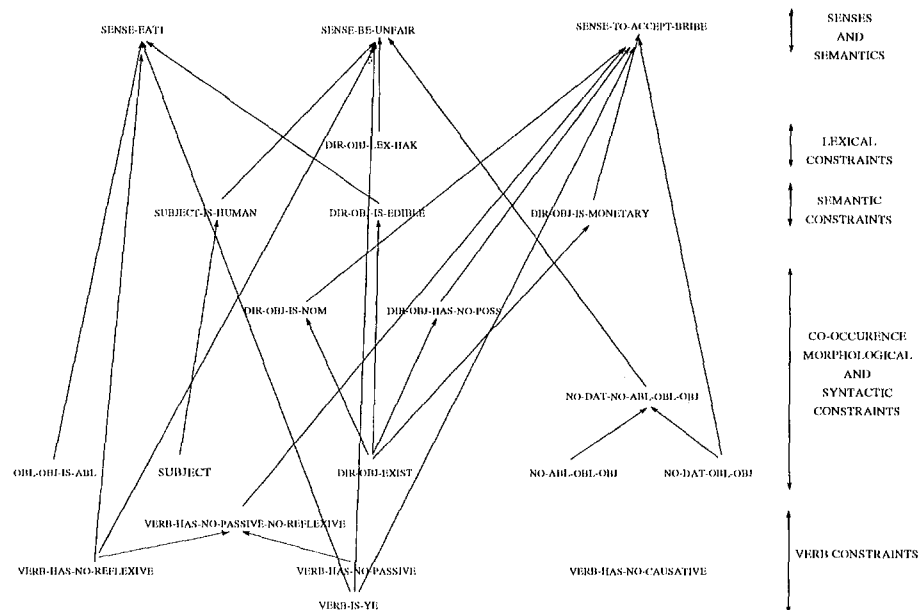 SENSE-EAT1
SENSE-BE-UNFAIR
SENSE-TO-ACCEPT-BRIBE
SENSES
AND
SEMANTICS
DIR-OBJ-LEX-HAK
LEXICAL
CONSTRAINTS
SUBJECT-IS-HUMAN
DIR-OBJ-IS-EDIBLE
DIR-OBJ-IS-MONETARY
SEMANTIC
CONSTRAINTS
DIR-OBJ-IS-NOM
DIR-OBJ-HAS-NO-POSS
CO-OCCURENCE
MORPHOLOGICAL
AND
SYNTACTIC
CONSTRAINTS
NO-DAT-NO-ABL-OBL-OBJ
OBL-OBJ-IS-ABL
SUBJECT
DIR-OBJ-EXIST
NO-ABL-OBL-OBJ
NO-DAT-OBL-OBJ
VERB-HAS-NO-PASSIVE-NO-REFLEXIVE
VERB CONSTRAINTS
VERB-HAS-NO-REFLEXIVE
VERB-HAS-NO-PASSIVE
VERB-HAS-NO-CAUSATIVE
VERB-IS-YE